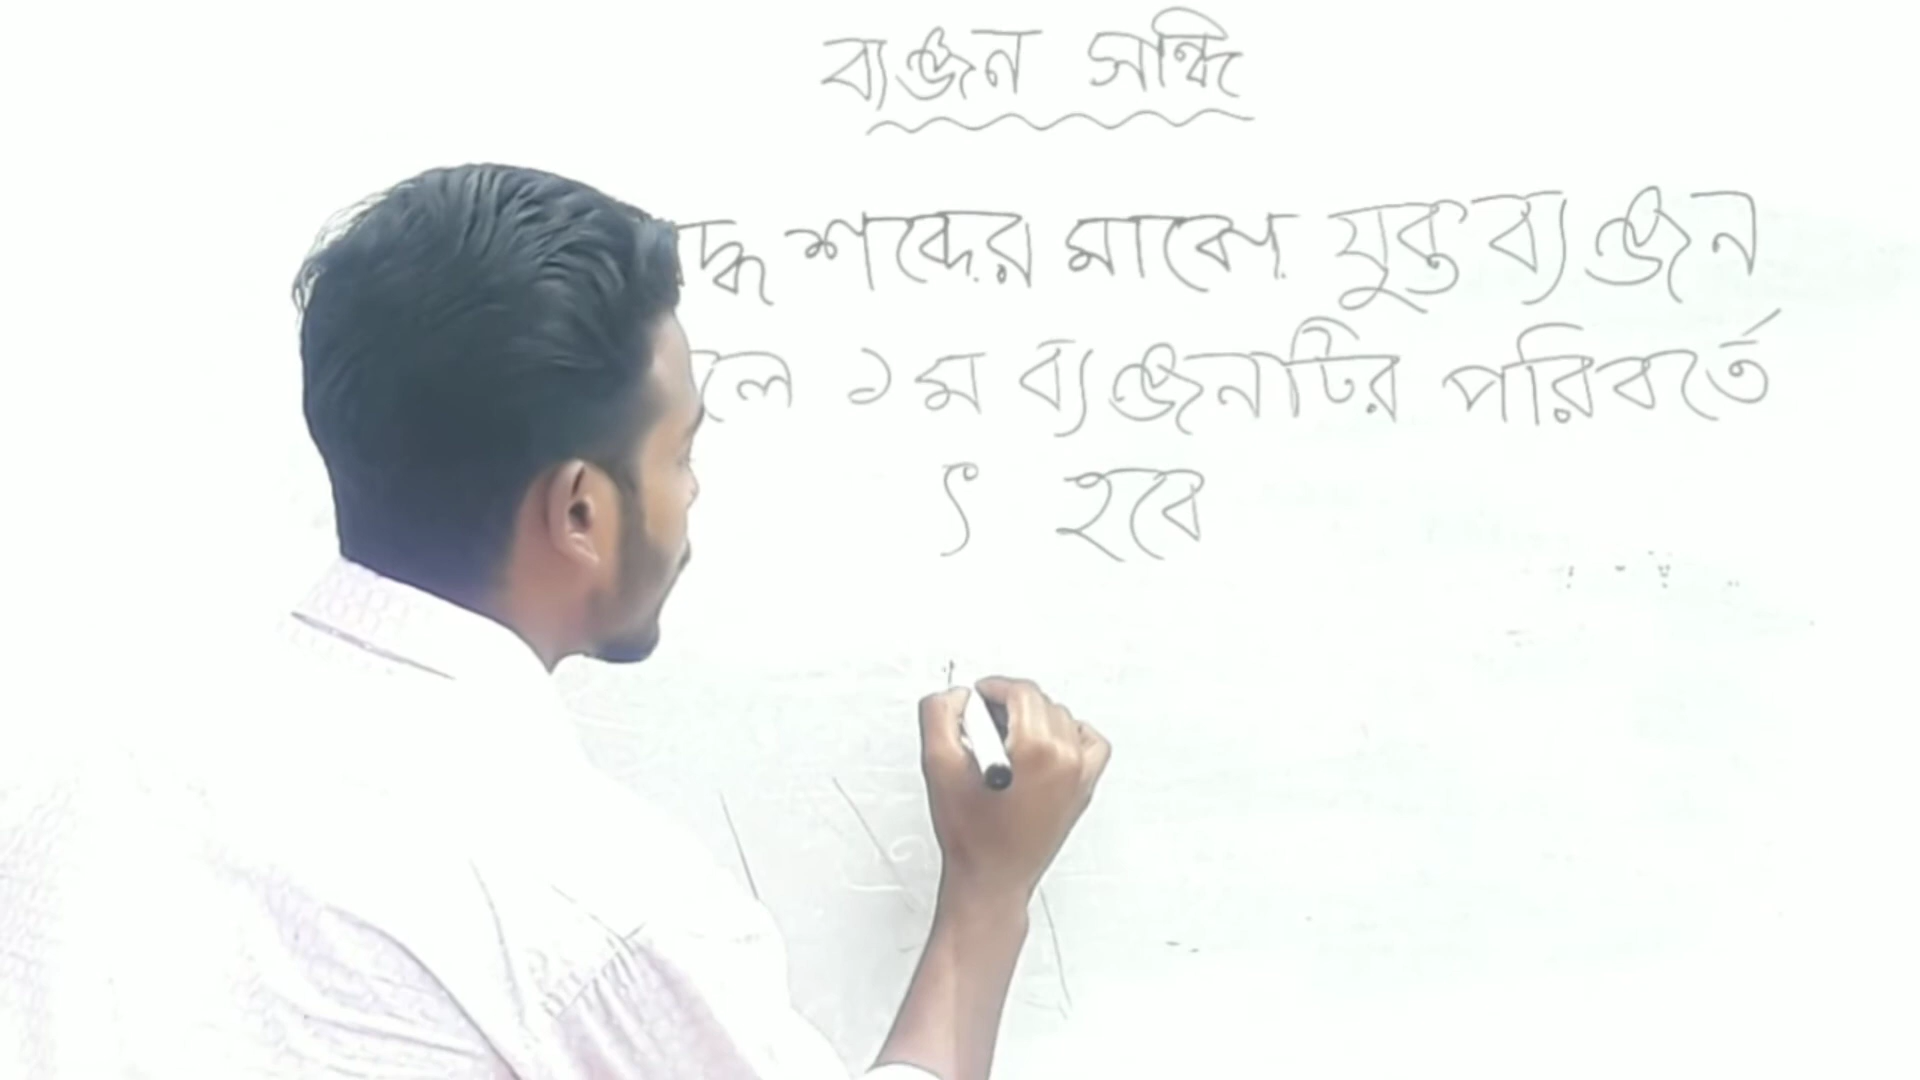 ব্যঞ্জন সন্ধি
শব্দের মাঝে যুক্তব্যঞ্জন
১ম ব্যঞ্জনটির পরিবর্তে
ৎ হবে